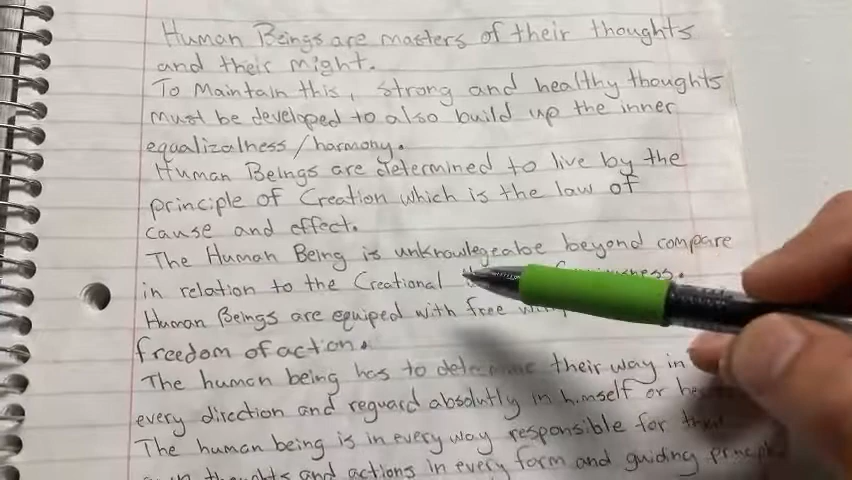 Human Beings are masters of their thoughts
and their might.
To Maintain this, strong and healthy thoughts
Must be developed to also build up the inner
equalizalness/harmony.
Human Beings are determined to live by the
principle of Creation which is the law of
cause and effect.
The Human Being is unknowlegeable beyond compare
in relation to the Creational
Human Beings are equiped with free
freedom of action.
The human being has to determine their way in
every direction and reguard absolutly in himself or
The human being is in every way responsible for their
thoughts and actions in every form and guiding